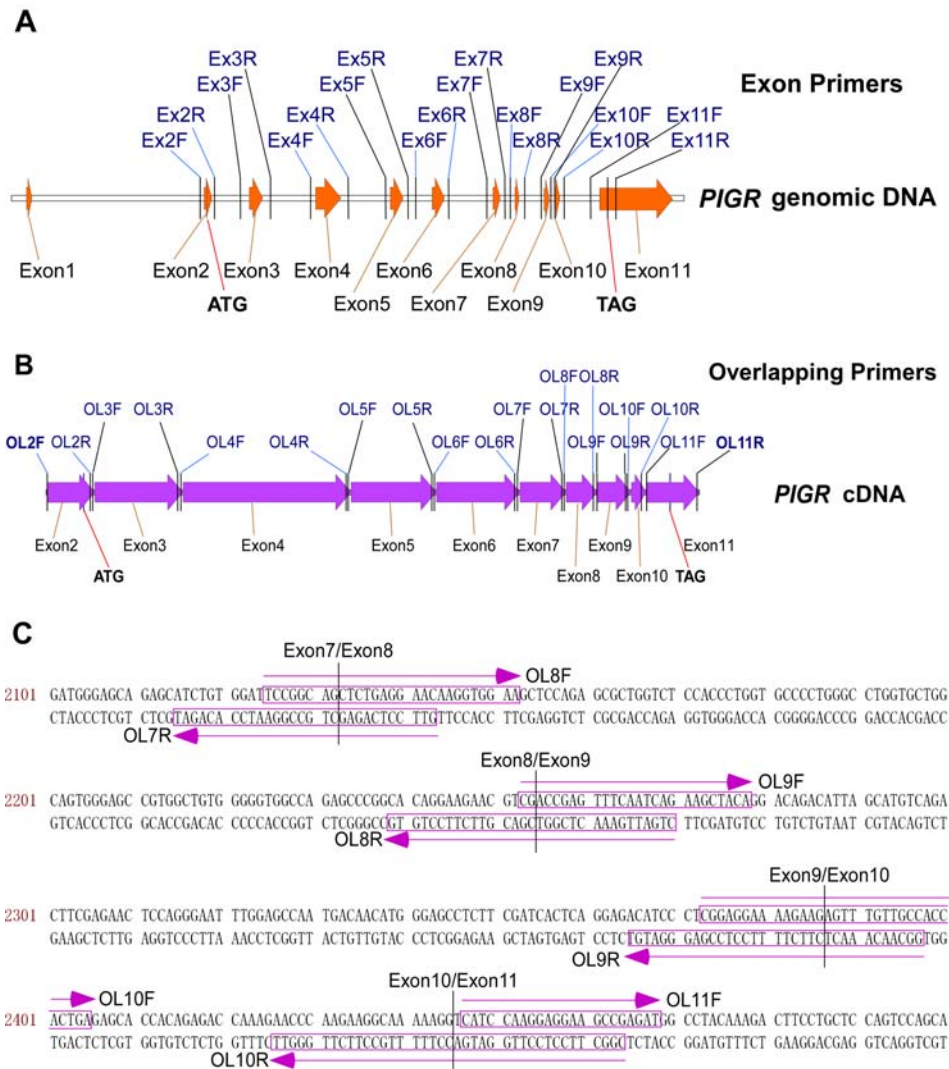 A
Ex3R Ex5R Ex7R Ex9R
Ex3F Ex5F Ex7F Ex9F Exon Primers
Ex2R Ex4R Ex6R Ex8F Ex10F Ex11F
Ex2F Ex4F Ex6F Ex8R Ex10R Ex11R
PIGR genomic DNA
Exon1 Exon2 Exon3 Exon4 Exon6 Exon8 Exon10 Exon11
ATG Exon5 Exon7 Exon9 TAG
B
Overlapping Primers
OL8F OL8R
OL3F OL3R OL5F OL5R OL7F OL7R OL10F OL10R
OL2F OL2R OL4F OL4R OL6F OL6R OL9F OL9R OL11F OL11R
PIGR cDNA
Exon2 Exon3 Exon4 Exon5 Exon6 Exon7 Exon9 Exon11
ATG Exon8 Exon10 TAG
C
Exon7/Exon8
OL8F
2101 GATGGGAGCA GAGCATCTGT GGATTCCGGC AGCTCTGAGG AACAAGGTGG AAGCTCCAGA GCGCTGGTCT CCACCCTGGT GCCCCTGGGC CTGGTGCTGG
CTACCCTCGT CTCGTAGACA CCTAAGGCCG TCGAGACTCC TTGTTCCACC TTCGAGGTCT CGCGACCAGA GGTGGGACCA CGGGGACCCG GACCACGACC
OL7R
Exon8/Exon9
OL9F
2201 CAGTGGGAGC CGTGGCTGTG GGGGTGGCCA GAGCCCGGCA CAGGAAGAAC GTCGACCGAG TTTCAATCAG AAGCTACAGG ACAGACATTA GCATGTCAGA
GTCACCCTCG GCACCGACAC CCCCACCGGT CTCGGGCCGT GTCCTTCTTG CAGCTGGCTC AAAGTTAGTC TTCGATGTCC TGTCTGTAAT CGTACAGTCT
OL8R
Exon9/Exon10
2301 CTTCGAGAAC TCCAGGGAAT TTGGAGCCAA TGACAACATG GGAGCCTCTT CGATCACTCA GGAGACATCC CTCGGAGGAA AAGAAGAGTT TGTTGCCACC
GAAGCTCTTG AGGTCCCTTA AACCTCGGTT ACTGTTGTAC CCTCGGAGAA GCTAGTGAGT CCTCTGTAGG GAGCCTCCTT TTCTTCTCAA ACAACGGTGG
OL9R
Exon10/Exon11
OL10F OL11F
2401 ACTGAGAGCA CCACAGAGAC CAAAGAACCC AAGAAGGCAA AAAGGTCATC CAAGGAGGAA GCCGAGATGG CCTACAAAGA CTTCCTGCTC CAGTCCAGCA
TGACTCTCGT GGTGTCTCTG GTTTCTTGGG TTCTTCCGTT TTTCCAGTAG GTTCCTCCTT CGGCTCTACC GGATGTTTCT GAAGGACGAG GTCAGGTCGT
OL10R